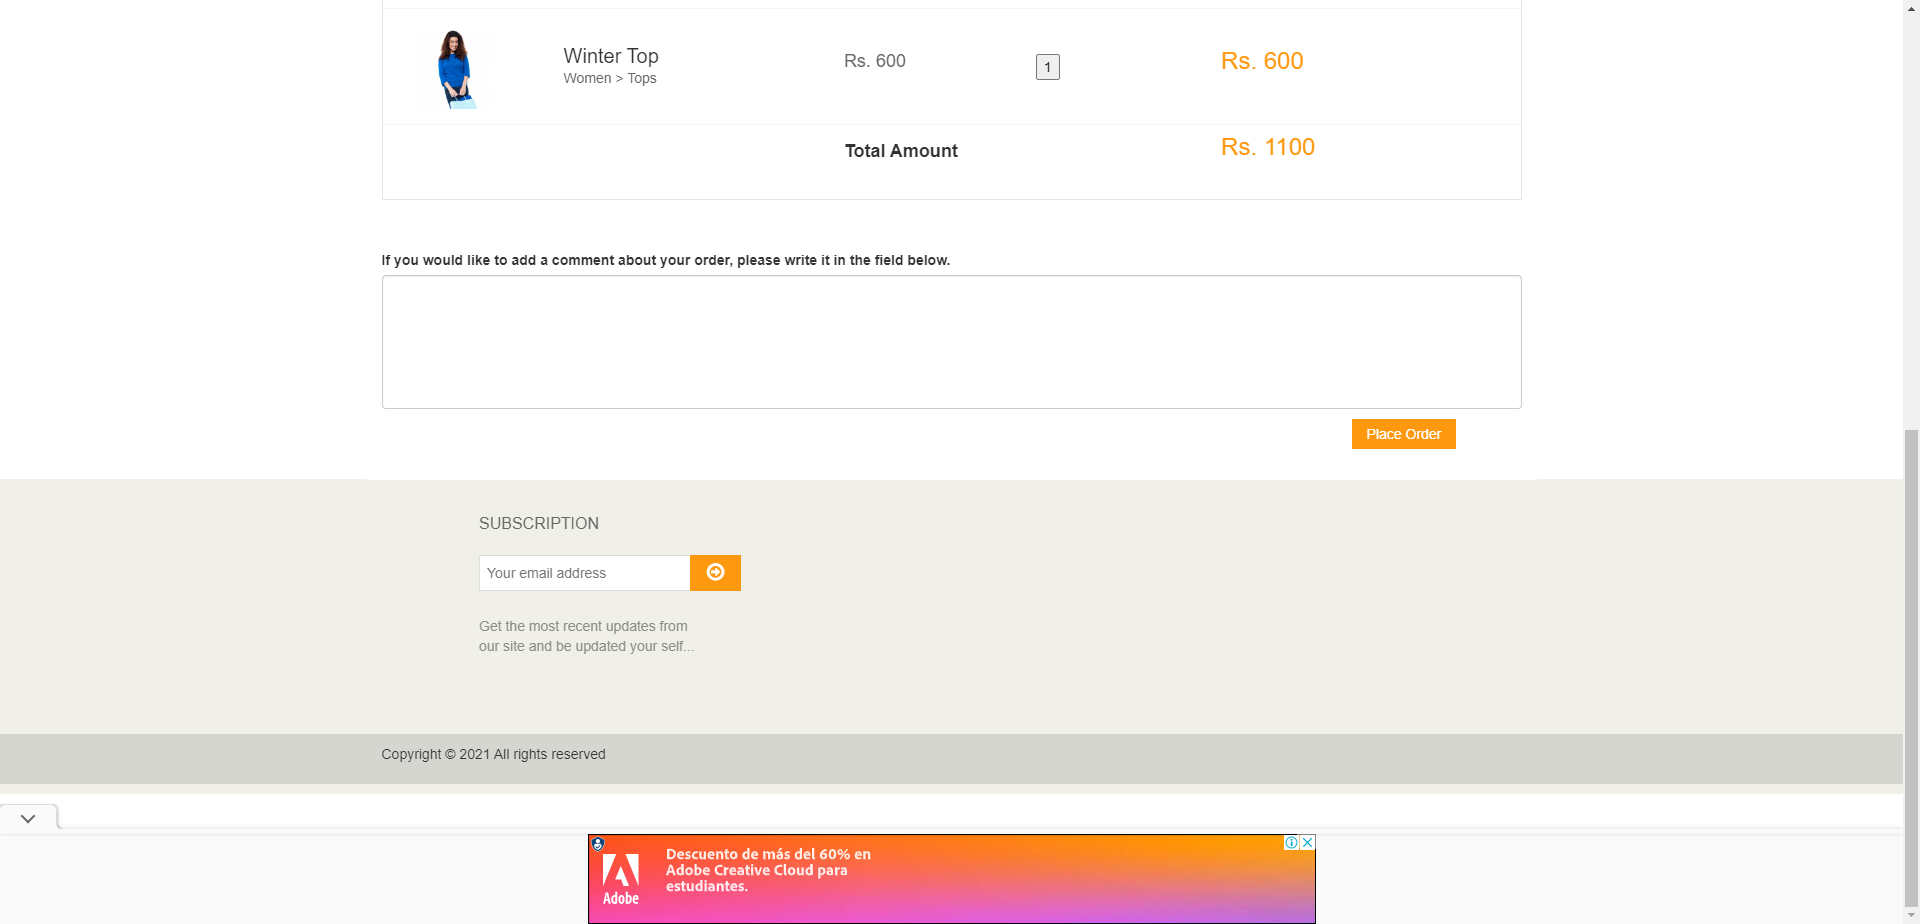 Winter Top
Women > Tops
Rs. 600
1
Rs. 600
Total Amount
Rs. 1100
If you would like to add a comment about your order, please write it in the field below.
Place Order
SUBSCRIPTION
Your email address
Get the most recent updates from
our site and be updated your self...
Copyright © 2021 All rights reserved
Adobe
Descuento de más del 60% en
Adobe Creative Cloud para
estudiantes.